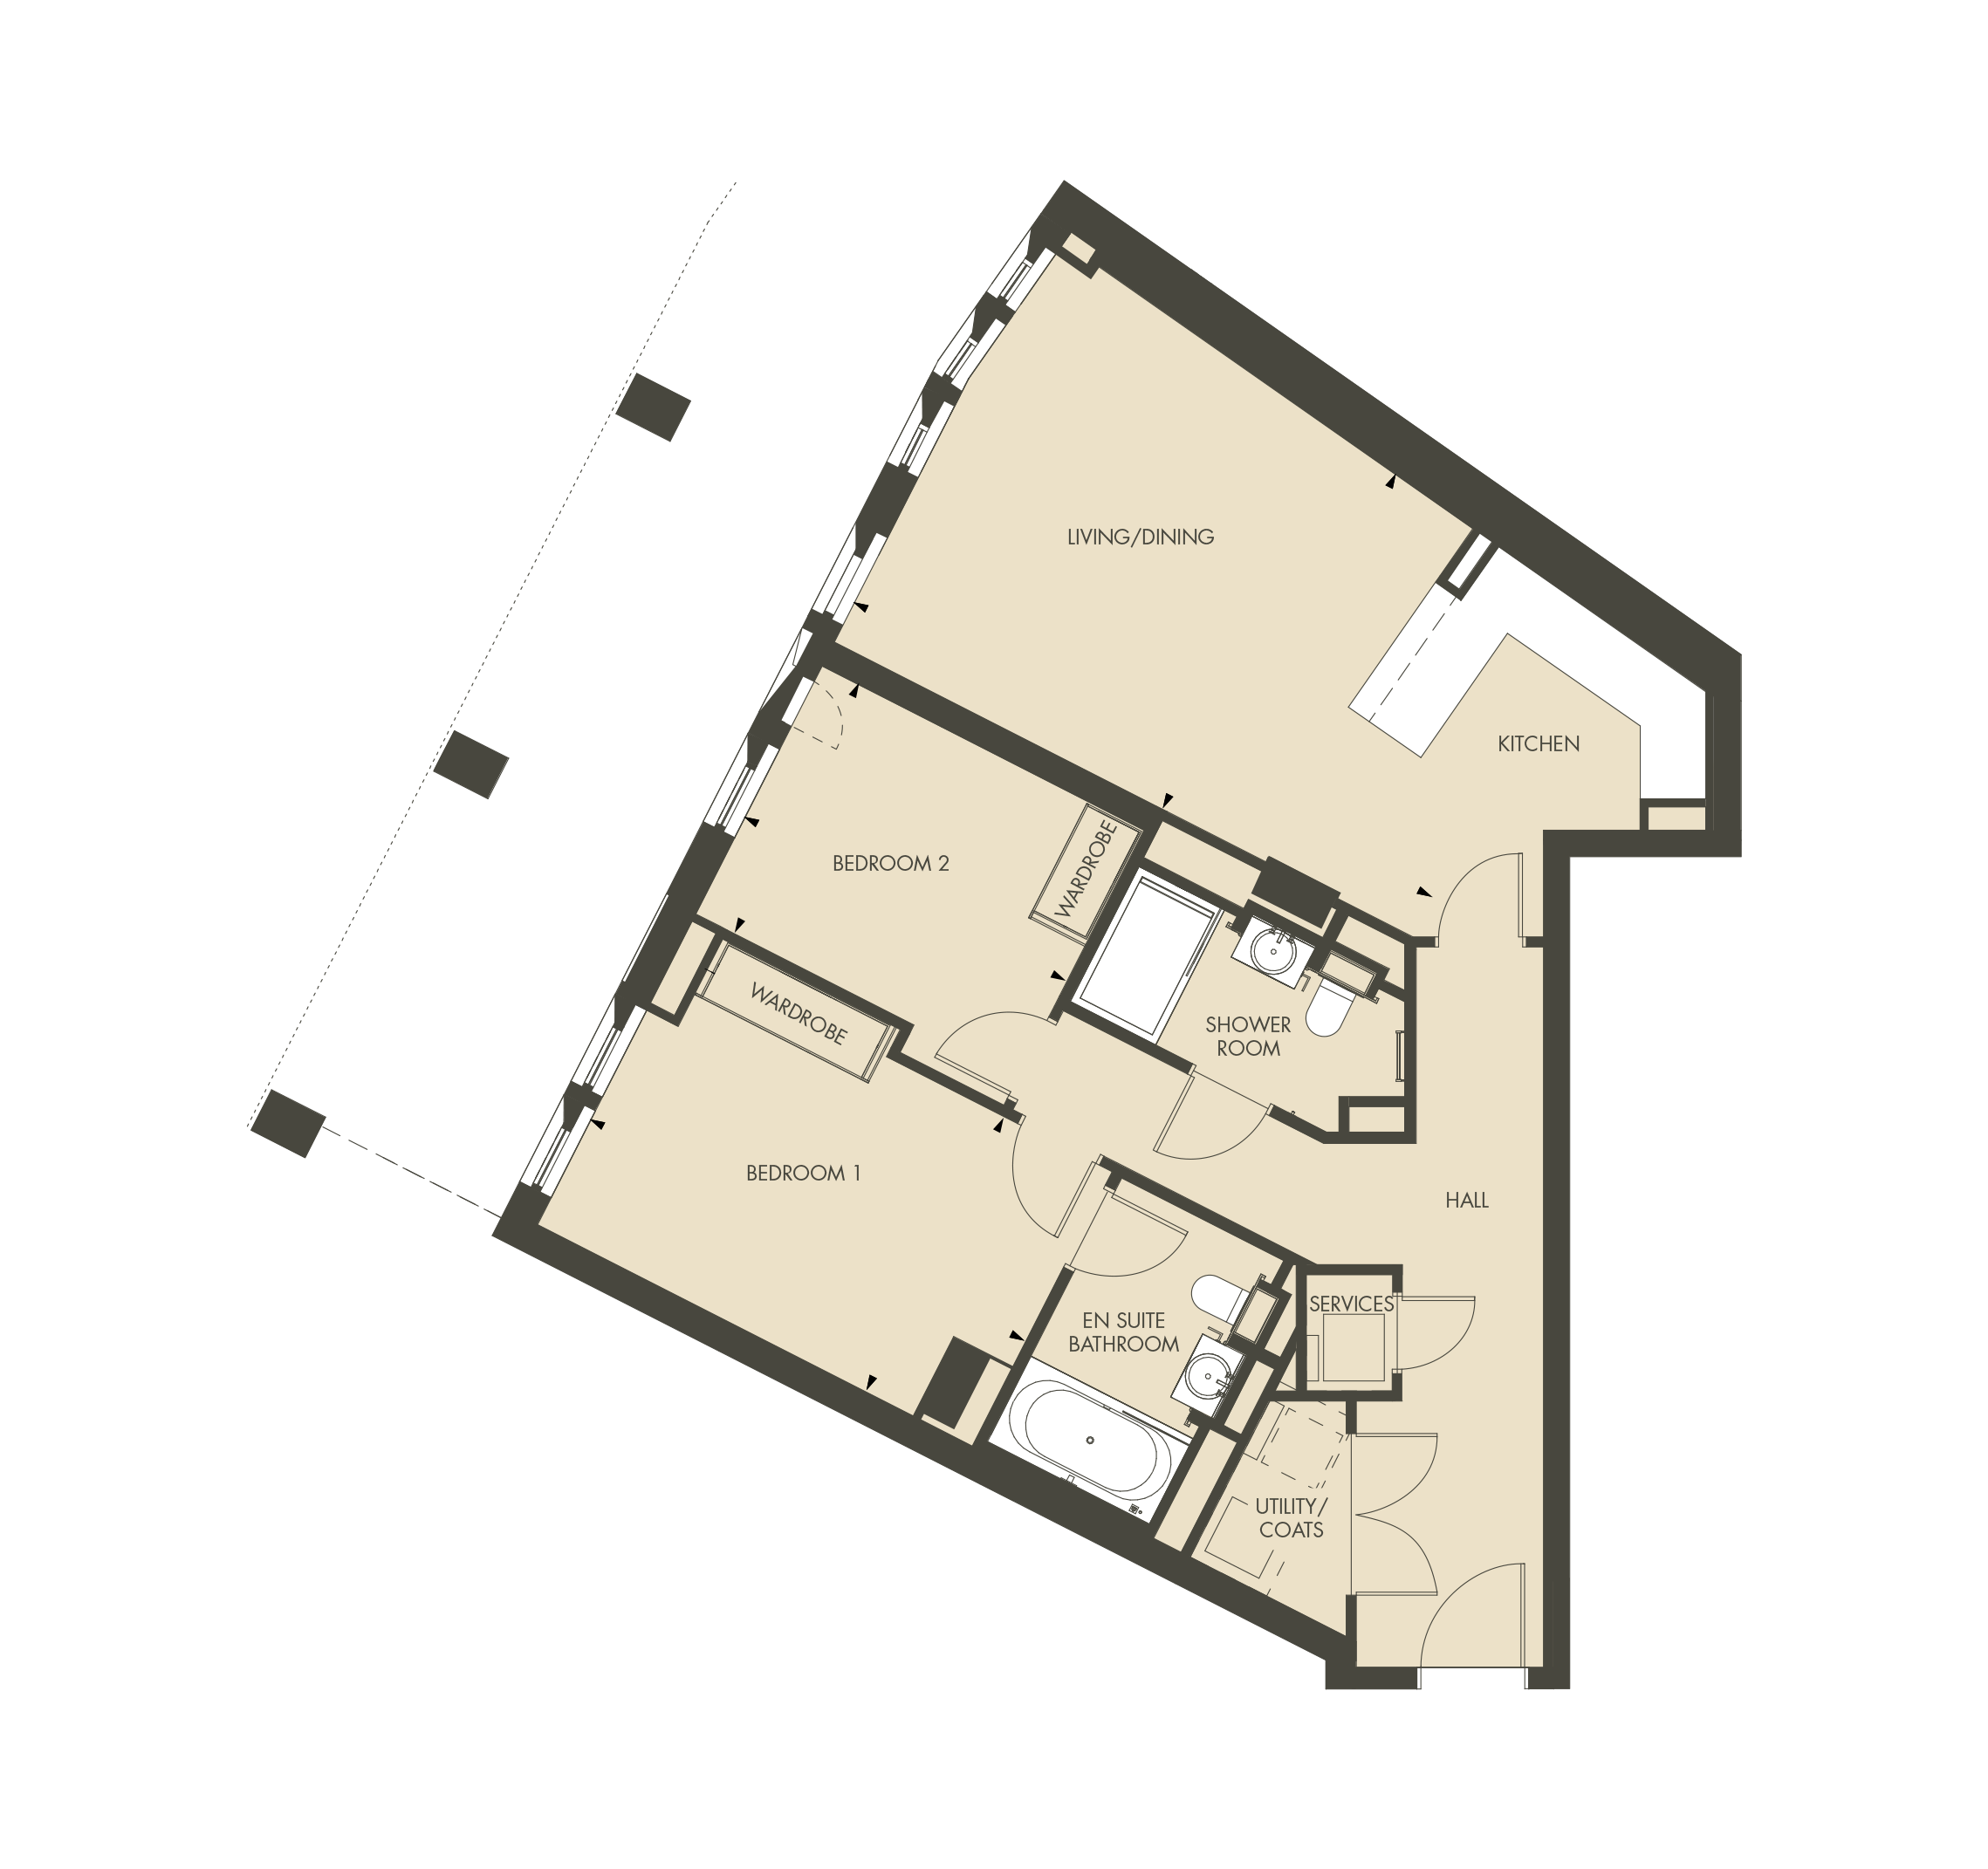 LIVING/DINING
KITCHEN
BEDROOM 2
WARDROBE
WARDROBE
SHOWER
ROOM
BEDROOM 1
HALL
SERVICES
EN SUITE
BATHROOM
UTILITY/
COATS